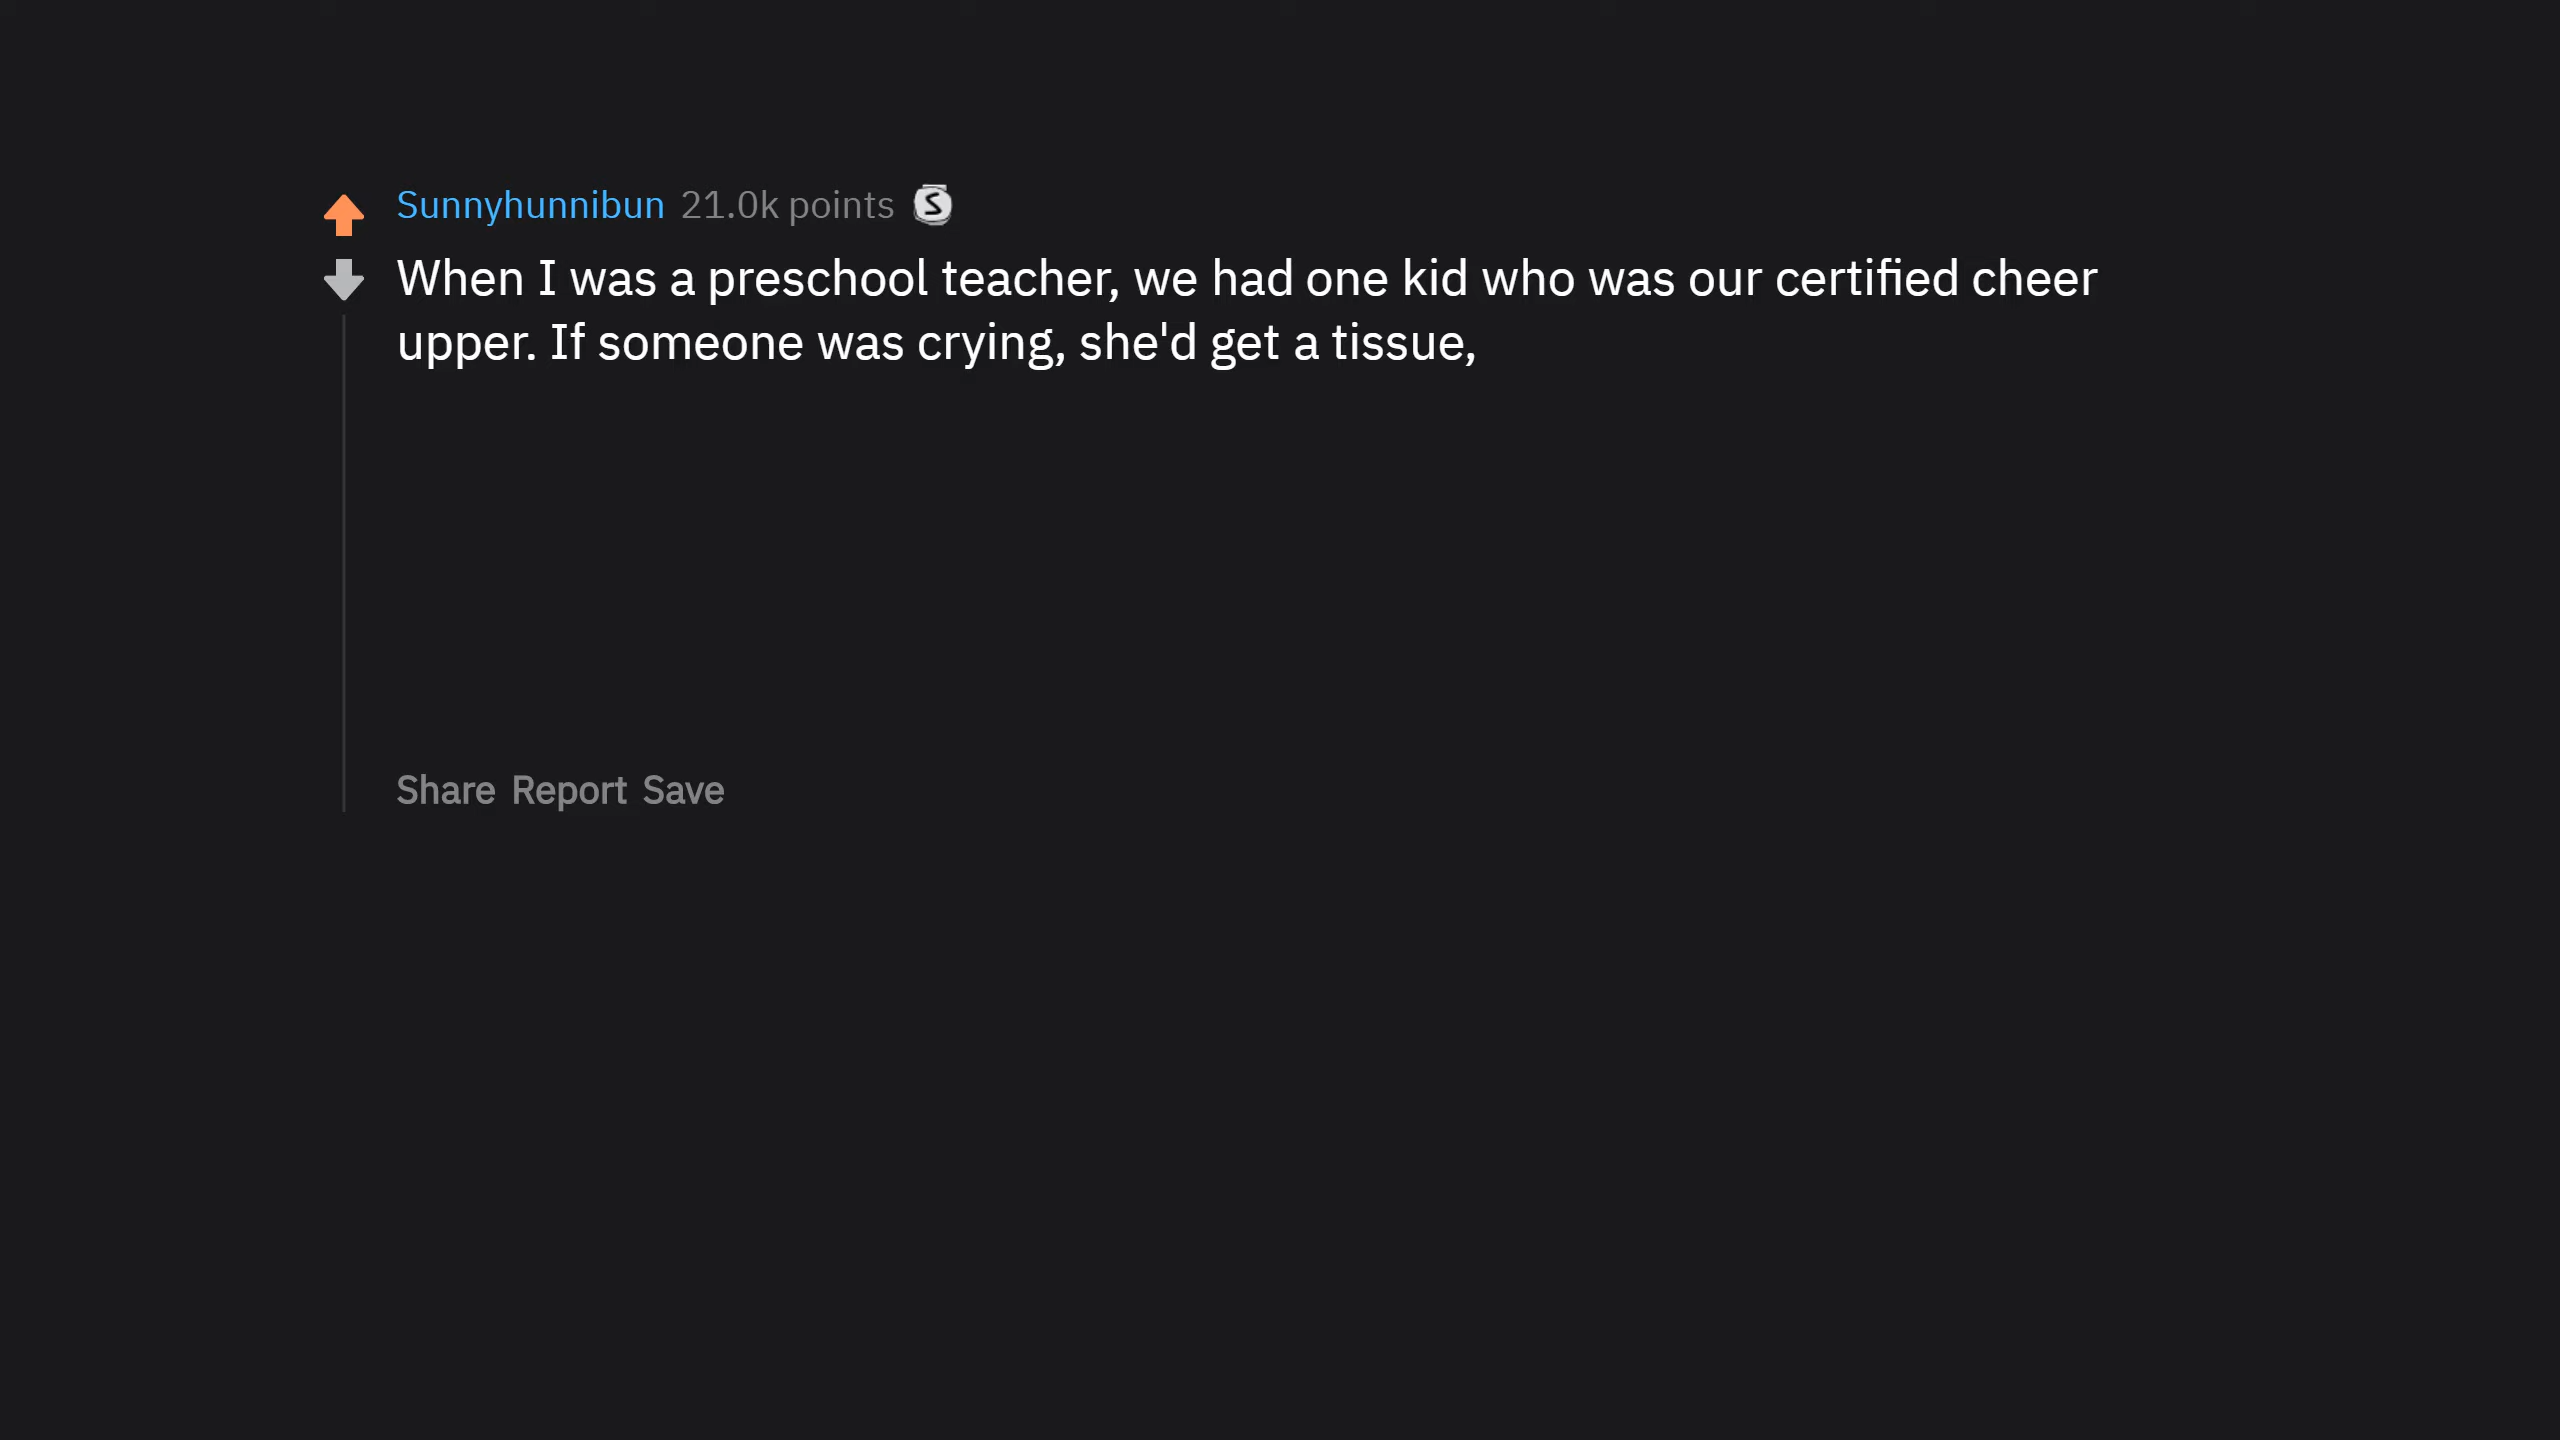 Sunnyhunnibun 21.0k points S
When I was a preschool teacher, we had one kid who was our certified cheer
upper. If someone was crying, she'd get a tissue,
Share Report Save